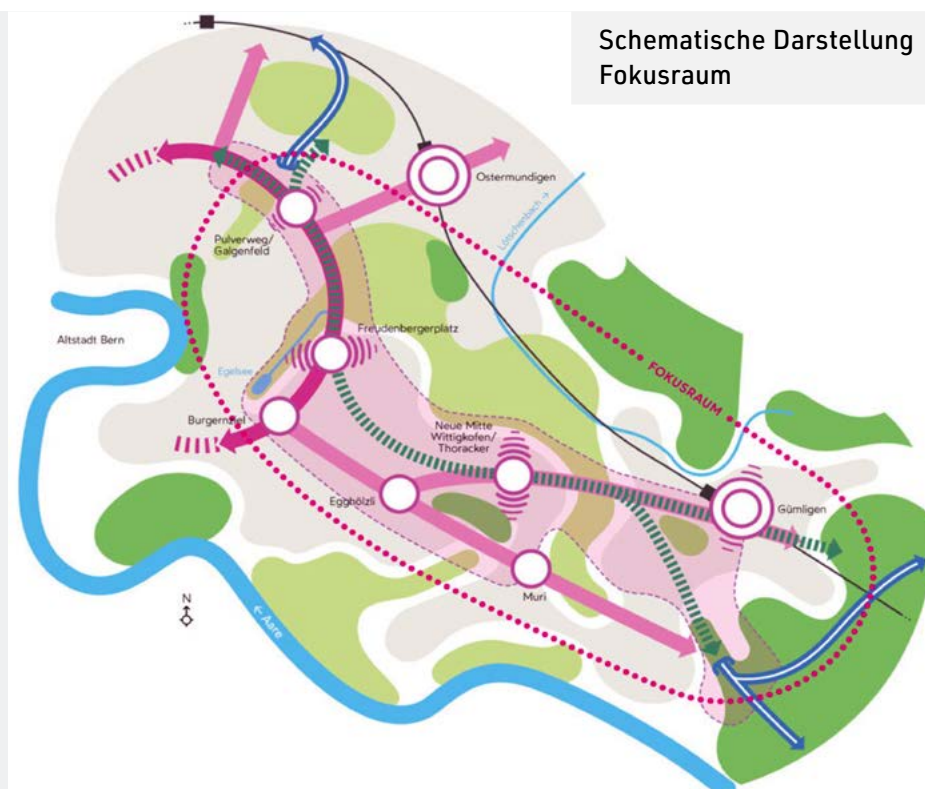 Schematische Darstellung
Fokusraum
Ostermundigen
Lötschenbach →
Pulverweg/
Galgenfeld
Altstadt Bern
Freudenbergerplatz
Egelsee
FOKUSRAUM
Burgernziel
Neue Mitte
Wittigkofen/
Thoracker
Egghölzli
Gümligen
Muri
N
← Aare